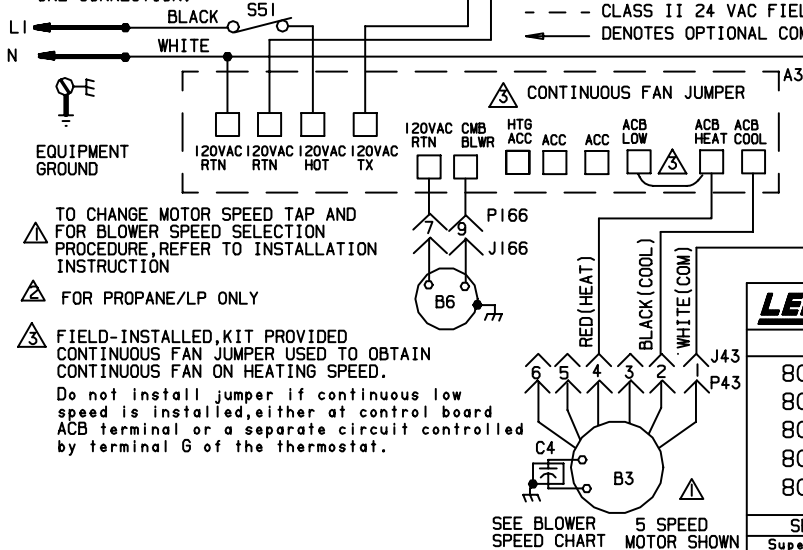 - - - CLASS II 24 VAC
DENOTES OPTIONAL
L1 BLACK S51
N WHITE
A3
3 CONTINUOUS FAN JUMPER
120VAC RTN
120VAC RTN
120VAC HOT
120VAC TX
120VAC RTN
CMB BLWR
HTG ACC
ACC
ACC
ACB LOW
3
ACB HEAT
ACB COOL
EQUIPMENT
GROUND
1 TO CHANGE MOTOR SPEED TAP AND
FOR BLOWER SPEED SELECTION
PROCEDURE,REFER TO INSTALLATION
INSTRUCTION
2 FOR PROPANE/LP ONLY
3 FIELD-INSTALLED,KIT PROVIDED
CONTINUOUS FAN JUMPER USED TO OBTAIN
CONTINUOUS FAN ON HEATING SPEED.
Do not install jumper if continuous low
speed is installed,either at control board
ACB terminal or a separate circuit controlled
by terminal G of the thermostat.
7 9 P166
J166
B6
RED(HEAT)
BLACK(COOL)
WHITE(COM)
J43
6 5 4 3 2 1
P43
C4
B3
1
SEE BLOWER
SPEED CHART
5 SPEED
MOTOR SHOWN
80
80
80
80